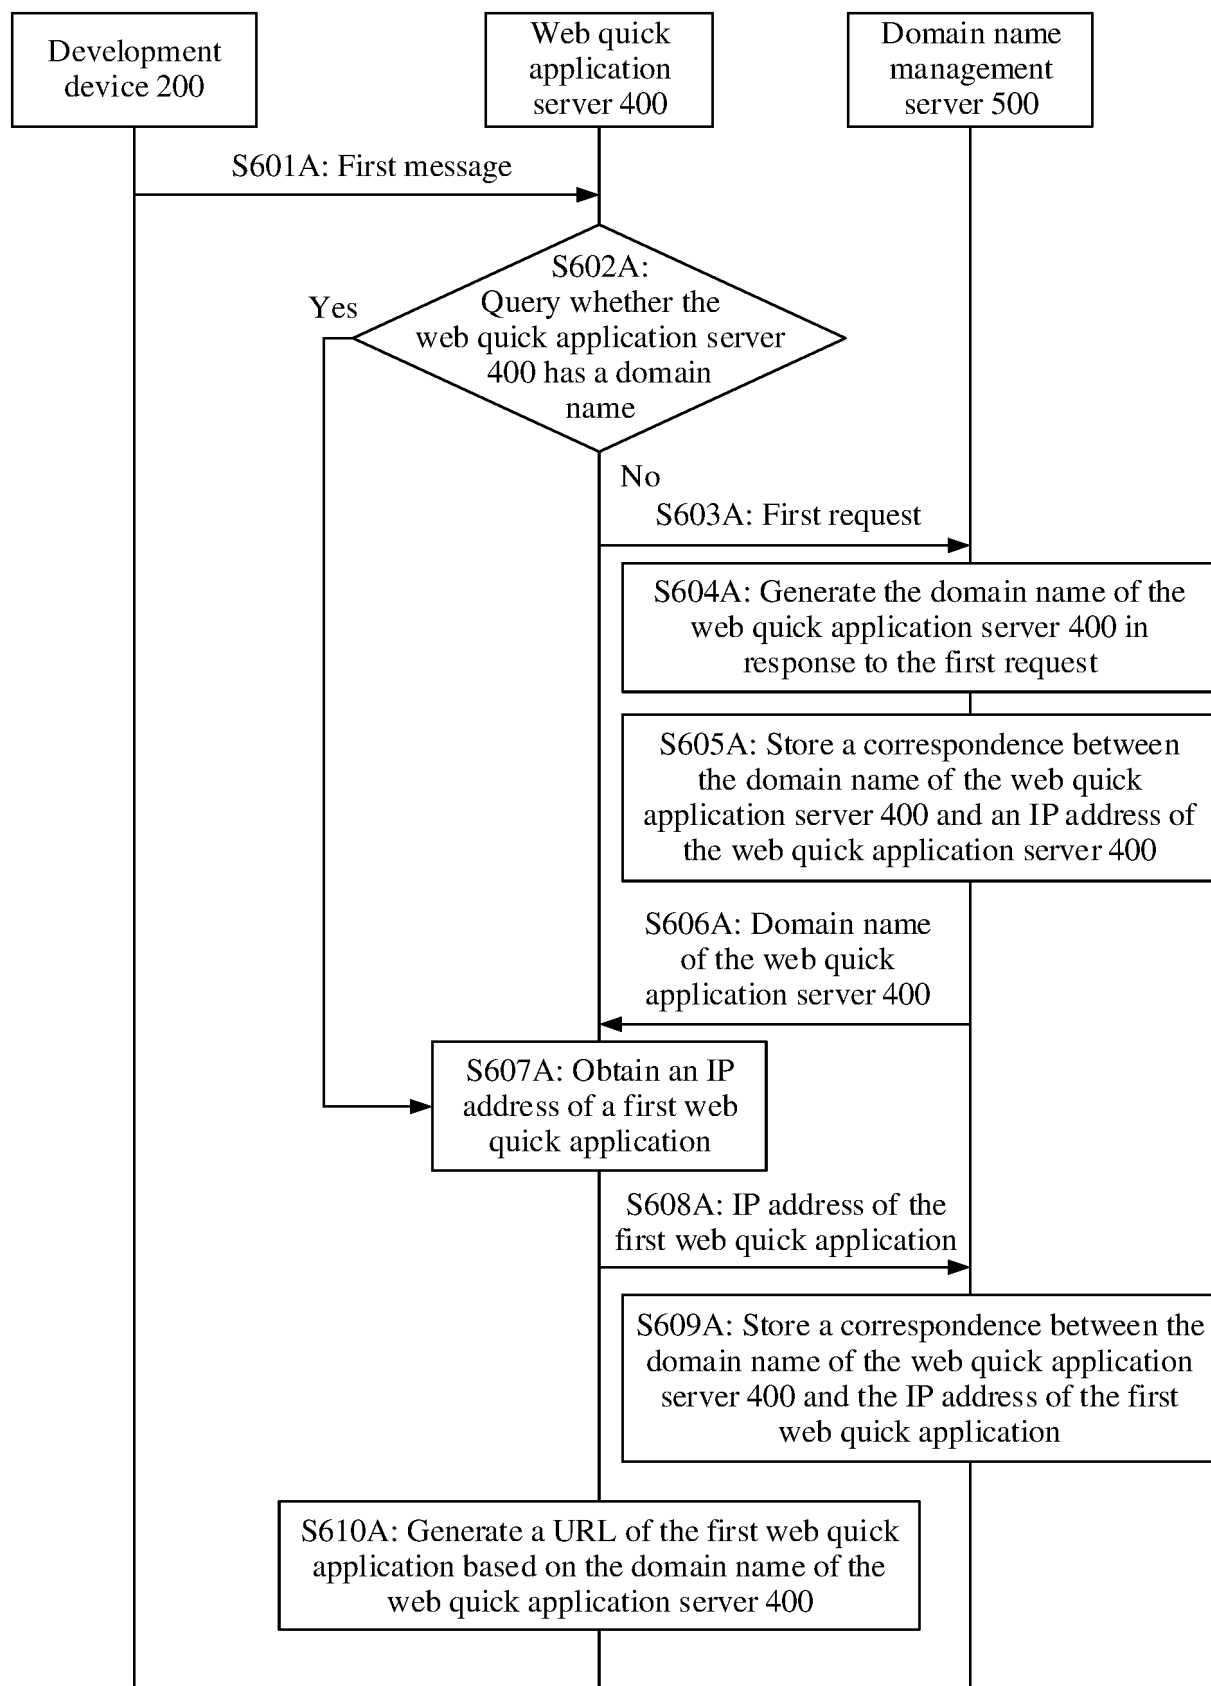 Development
device 200
Web quick
application
server 400
Domain name
management
server 500
S601A: First message
S602A:
Query whether the
web quick application server
400 has a domain
name
Yes
No
S603A: First request
S604A: Generate the domain name of the
web quick application server 400 in
response to the first request
S605A: Store a correspondence between
the domain name of the web quick
application server 400 and an IP address of
the web quick application server 400
S606A: Domain name
of the web quick
application server 400
S607A: Obtain an IP
address of a first web
quick application
S608A: IP address of the
first web quick application
S609A: Store a correspondence between the
domain name of the web quick application
server 400 and the IP address of the first
web quick application
S610A: Generate a URL of the first web quick
application based on the domain name of the
web quick application server 400